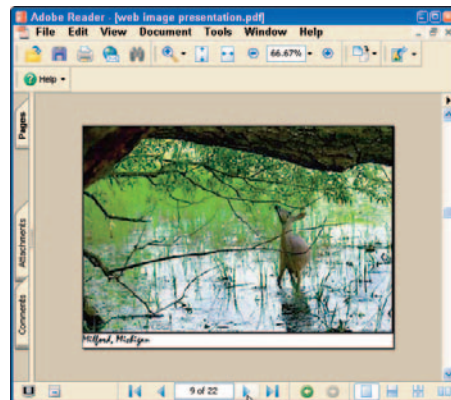 Adobe Reader - [web image presentation.pdf]
File Edit View Document Tools Window Help
66.67%
Help
Pages
Attachments
Comments
Milford, Michigan
9 of 22